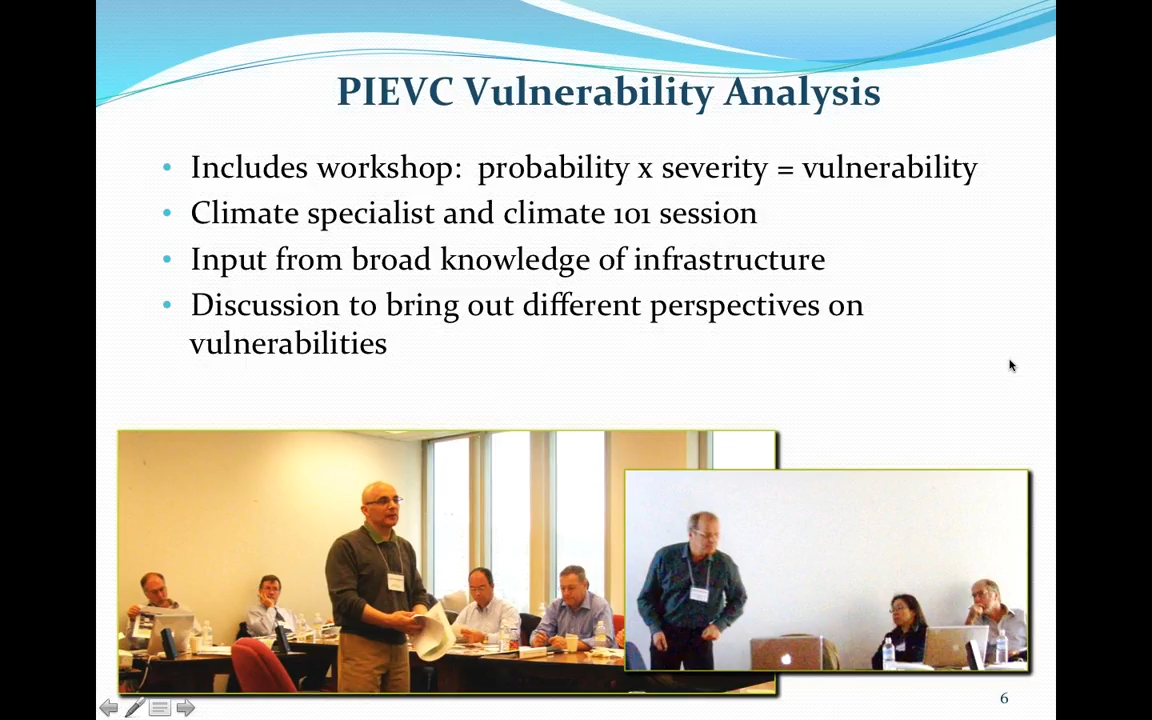 PIEVC Vulnerability Analysis
• Includes workshop:  probability x severity = vulnerability
• Climate specialist and climate 101 session
• Input from broad knowledge of infrastructure
• Discussion to bring out different perspectives on
vulnerabilities
6